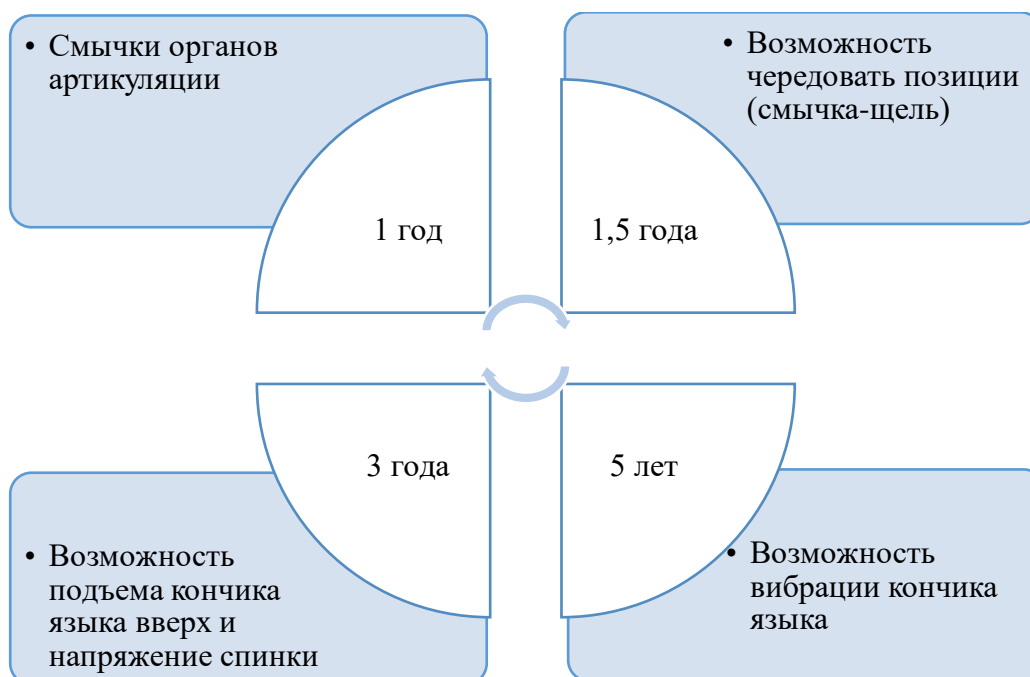 • Смычки органов
артикуляции
• Возможность
чередовать позиции
(смычка-щель)
1 год
1,5 года
3 года
5 лет
• Возможность
подъема кончика
языка вверх и
напряжение спинки
• Возможность
вибрации кончика
языка